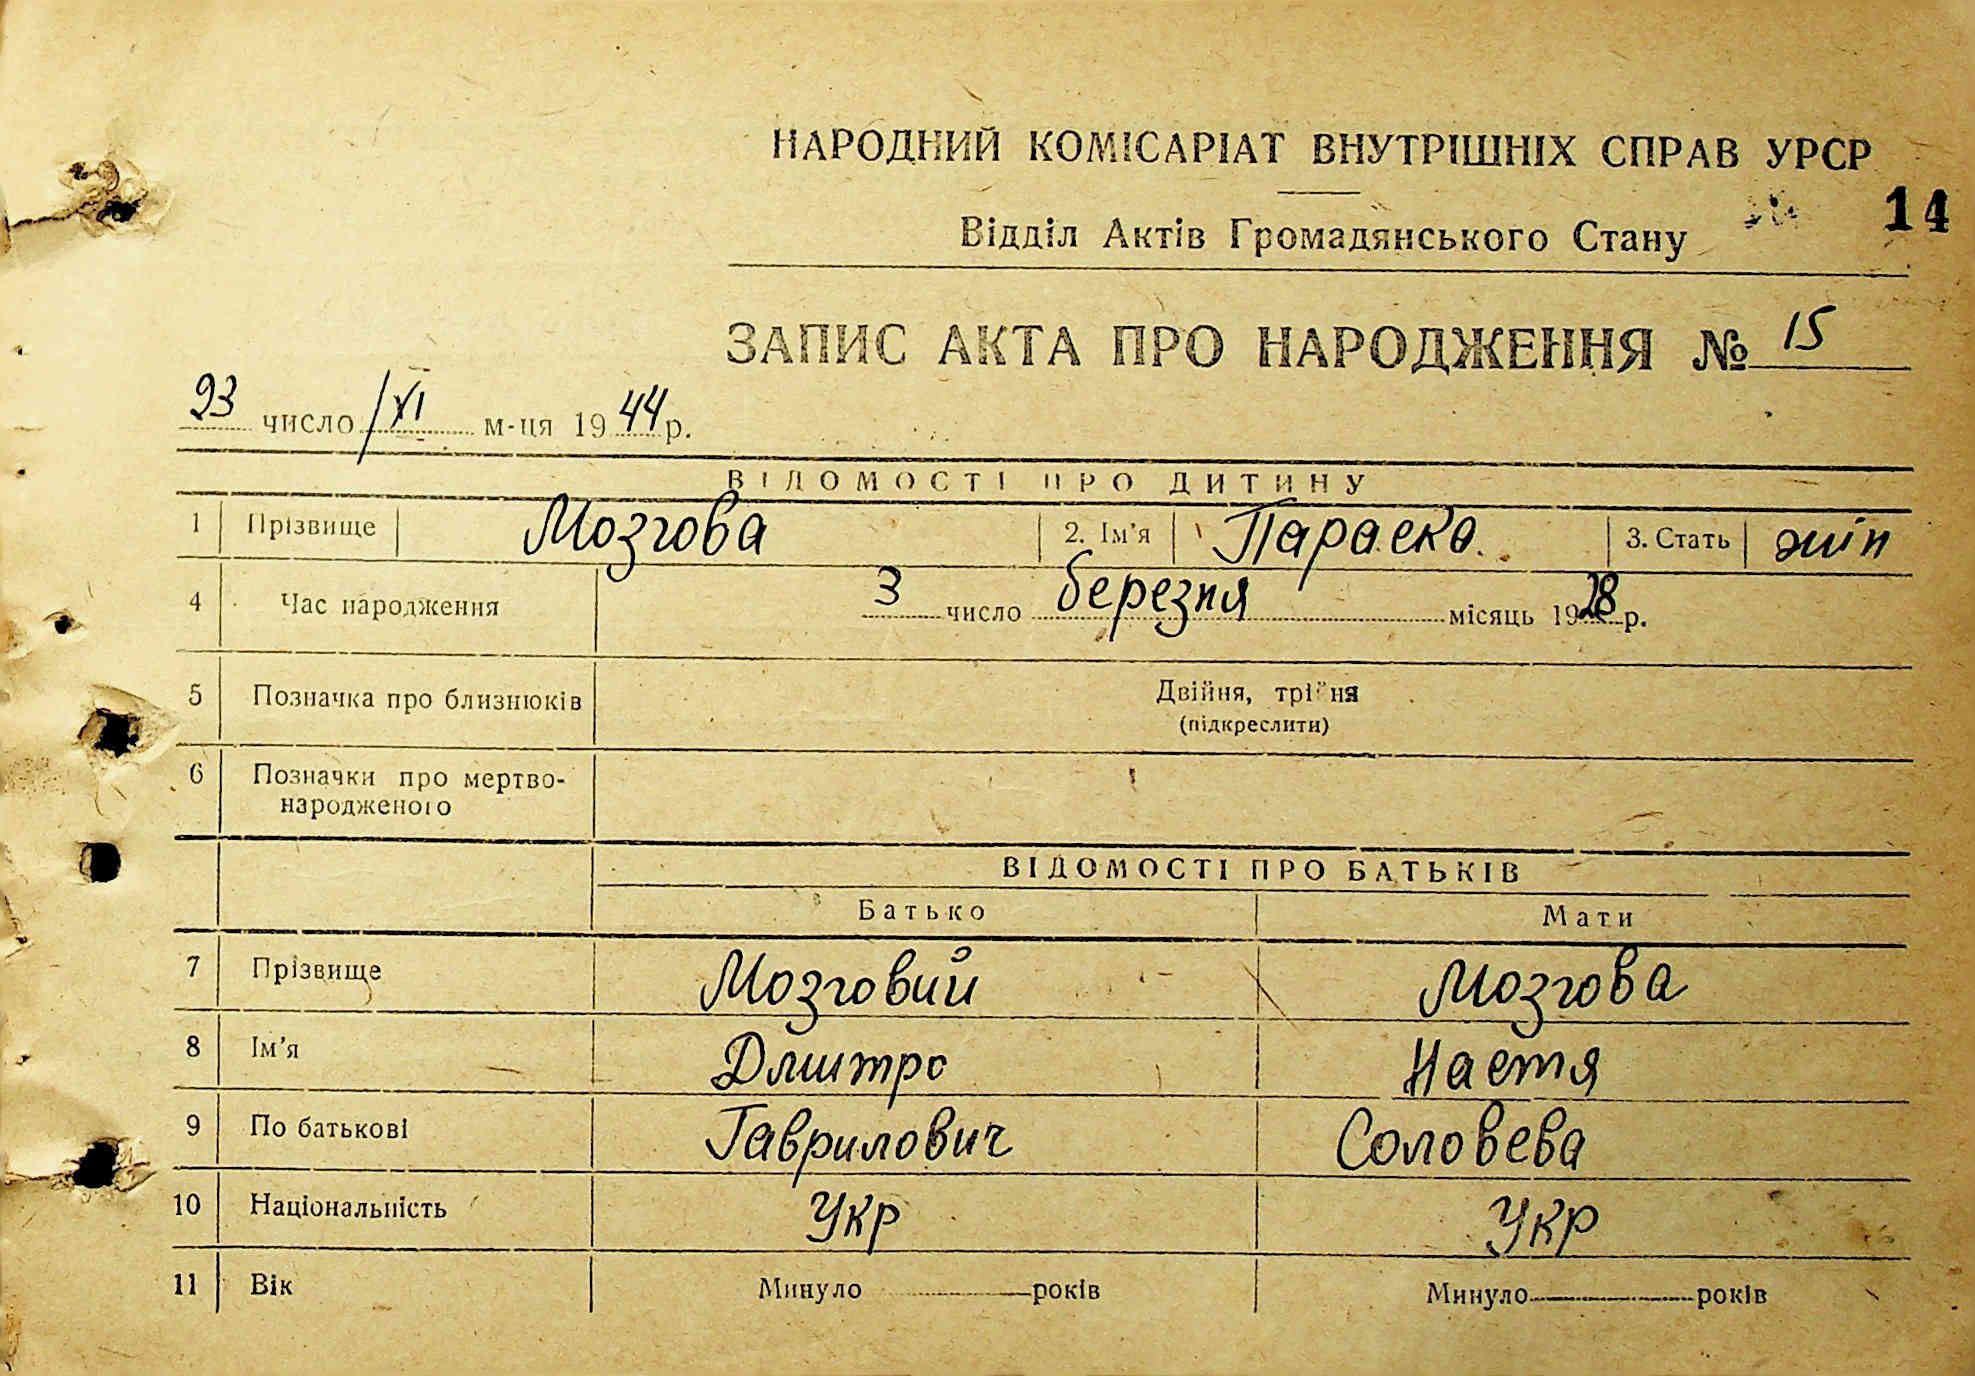 НАРОДНИЙ КОМІСАРІАТ ВНУТРІШНІХ СПРАВ УРСР
14
Відділ Актів Громадянського Стану
ЗАПИС АКТА ПРО НАРОДЖЕННЯ № 15
23 число /XI м-ця 1944 р.
ВІДОМОСТІ ПРО ДИТИНУ
1 Прізвище Мозгова 2. Ім'я Параска 3. Стать жін
4 Час народження 3 число березня місяць 1928 р.
5 Позначка про близнюків Двійня, трійня
(підкреслити)
6 Позначки про мертво-
народженого
ВІДОМОСТІ ПРО БАТЬКІВ
Батько Мати
7 Прізвище Мозговий Мозгова
8 Ім'я Дмитро Настя
9 По батькові Гаврилович Соловева
10 Національність Укр Укр
11 Вік Минуло років Минуло років